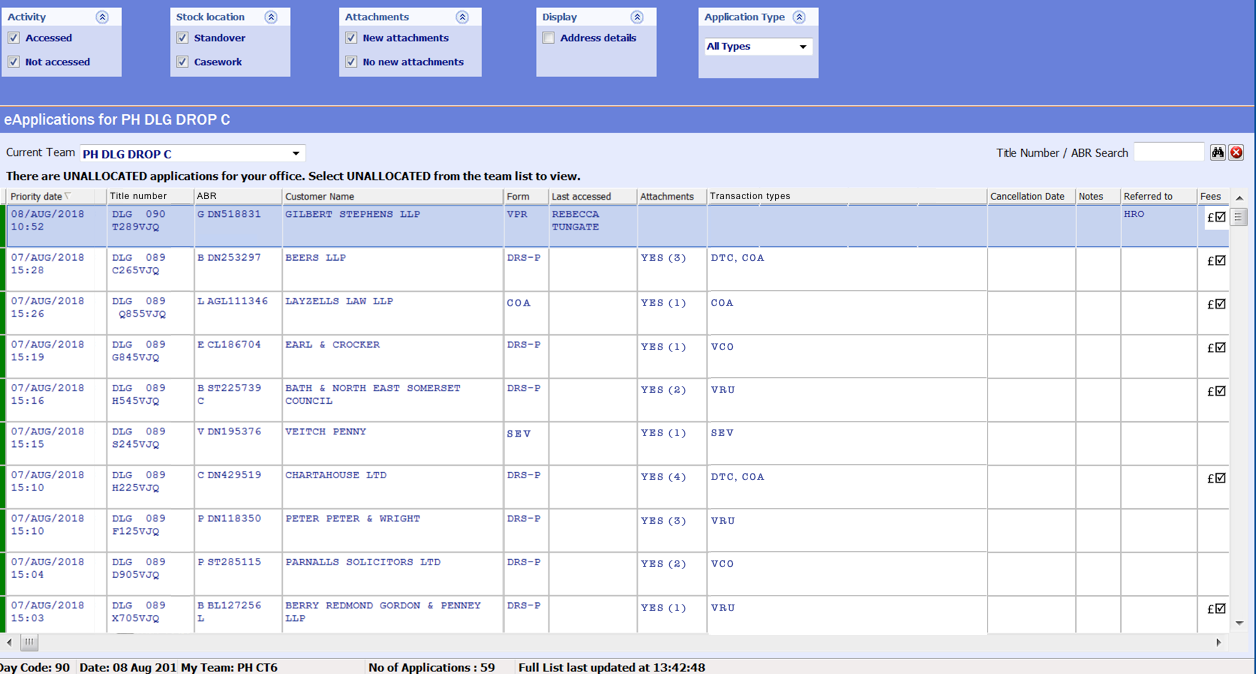 Activity Stock location Attachments Display Application Type
Accessed Standover New attachments Address details All Types
Not accessed Casework No new attachments
eApplications for PH DLG DROP C
Current Team PH DLG DROP C Title Number / ABR Search
There are UNALLOCATED applications for your office. Select UNALLOCATED from the team list to view.
Priority date Title number ABR Customer Name Form Last accessed Attachments Transaction types Cancellation Date Notes Referred to Fees
08/AUG/2018 DLG 090 G DN518831 GILBERT STEPHENS LLP VPR REBECCA HRO £
10:52 T289VJQ TUNGATE
07/AUG/2018 DLG 089 B DN253297 BEERS LLP DRS-P YES (3) DTC, COA £
15:28 C265VJQ
07/AUG/2018 DLG 089 L AGL111346 LAYZELLS LAW LLP COA YES (1) COA £
15:26 Q855VJQ
07/AUG/2018 DLG 089 E CL186704 EARL & CROCKER DRS-P YES (1) VCO £
15:19 G845VJQ
07/AUG/2018 DLG 089 B ST225739 BATH & NORTH EAST SOMERSET DRS-P YES (2) VRU £
15:16 H545VJQ C COUNCIL
07/AUG/2018 DLG 089 V DN195376 VEITCH PENNY SEV YES (1) SEV
15:15 S245VJQ
07/AUG/2018 DLG 089 C DN429519 CHARTAHOUSE LTD DRS-P YES (4) DTC, COA £
15:10 H225VJQ
07/AUG/2018 DLG 089 P DN118350 PETER PETER & WRIGHT DRS-P YES (3) VRU
15:10 F125VJQ
07/AUG/2018 DLG 089 P ST285115 PARNALLS SOLICITORS LTD DRS-P YES (2) VCO
15:04 D905VJQ
07/AUG/2018 DLG 089 B BL127256 BERRY REDMOND GORDON & PENNEY DRS-P YES (1) VRU £
15:03 X705VJQ L LLP
Day Code: 90 Date: 08 Aug 201 My Team: PH CT6 No of Applications : 59 Full List last updated at 13:42:48